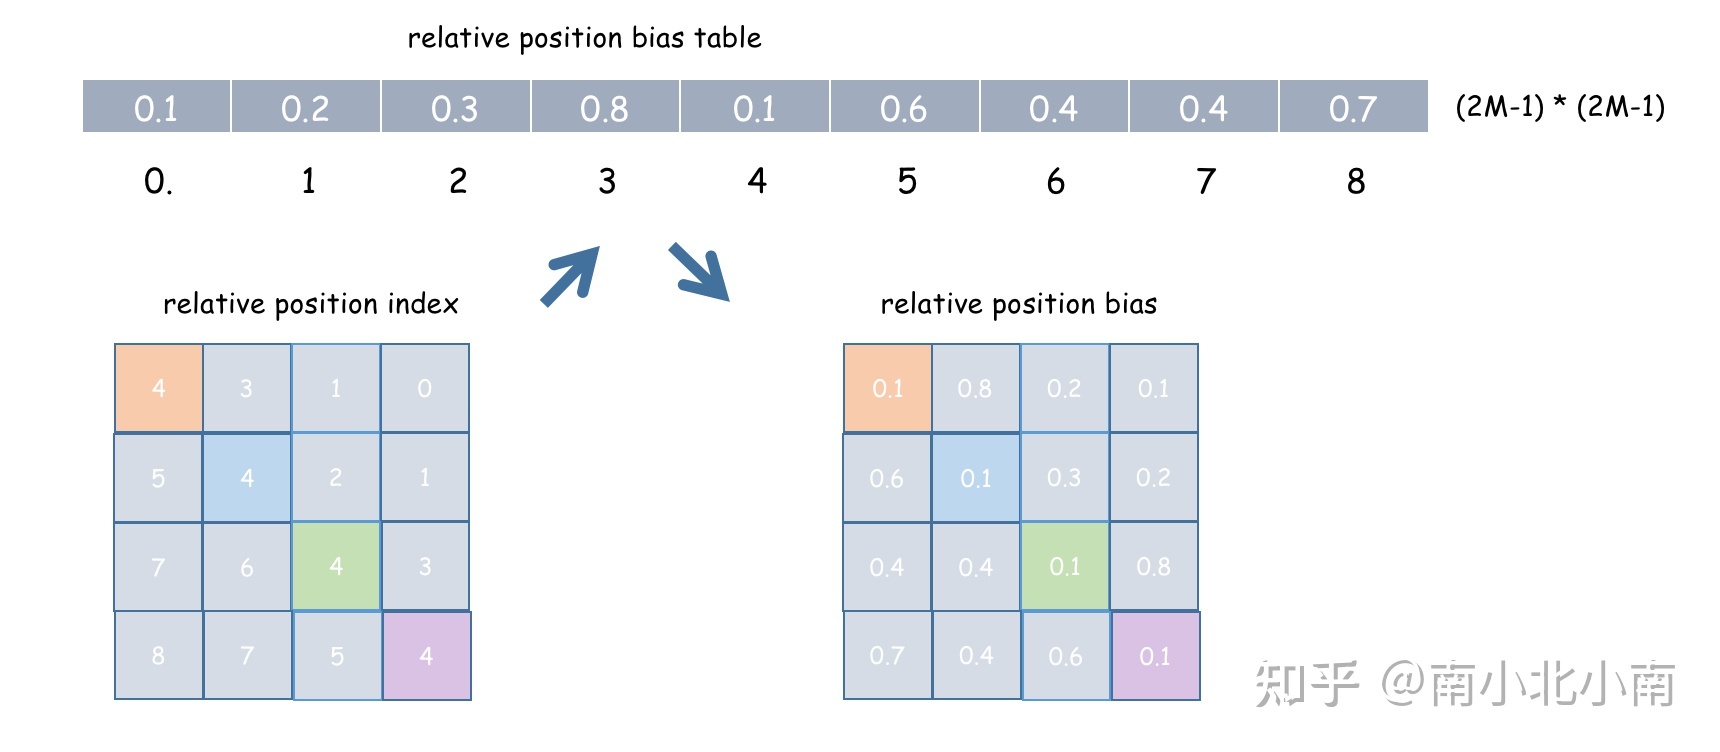 relative position bias table
0.1 0.2 0.3 0.8 0.1 0.6 0.4 0.4 0.7 (2M-1) * (2M-1)
0. 1 2 3 4 5 6 7 8
relative position index
4 3 1 0
5 4 2 1
7 6 4 3
8 7 5 4
relative position bias
0.1 0.8 0.2 0.1
0.6 0.1 0.3 0.2
0.4 0.4 0.1 0.8
0.7 0.4 0.6 0.1
知乎 @南小北小南